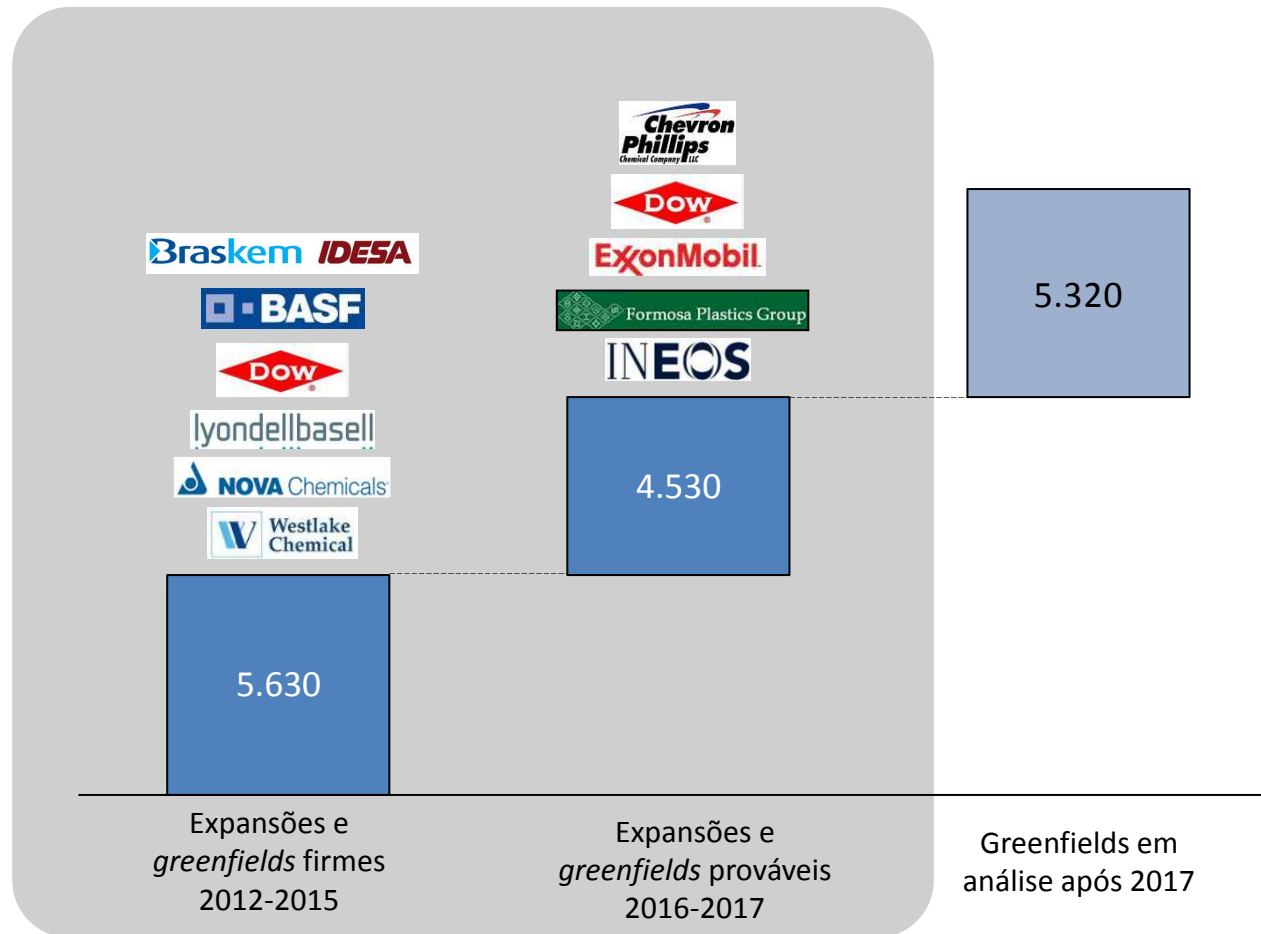 Braskem IDESA
BASF
DOW
lyondellbasell
NOVA Chemicals
Westlake
Chemical
5.630
Expansões e
greenfields firmes
2012-2015
Chevron
Phillips
Chemical Company LLC
DOW
ExxonMobil
Formosa Plastics Group
INEOS
4.530
Expansões e
greenfields prováveis
2016-2017
5.320
Greenfields em
análise após 2017